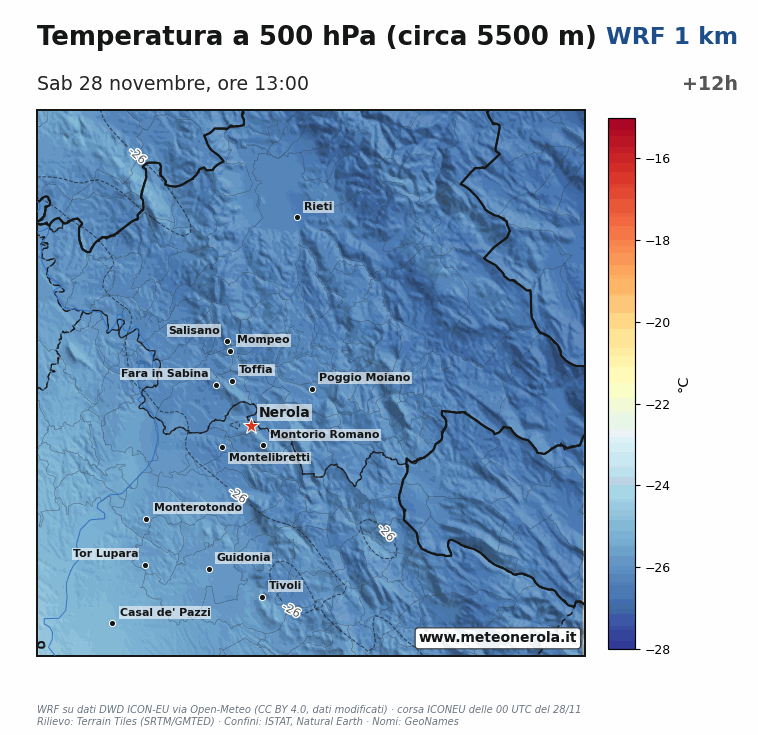 Temperatura a 500 hPa (circa 5500 m) WRF 1 km
Sab 28 novembre, ore 13:00 +12h
-26
Rieti
Salisano
Mompeo
Fara in Sabina
Toffia
Poggio Moiano
Nerola
Montorio Romano
Montelibretti
-26
Monterotondo
-26
Tor Lupara
Guidonia
Tivoli
-26
Casal de' Pazzi
www.meteonerola.it
−16
−18
−20
−22
−24
−26
−28
°C
WRF su dati DWD ICON-EU via Open-Meteo (CC BY 4.0, dati modificati) · corsa ICONEU delle 00 UTC del 28/11
Rilievo: Terrain Tiles (SRTM/GMTED) · Confini: ISTAT, Natural Earth · Nomi: GeoNames